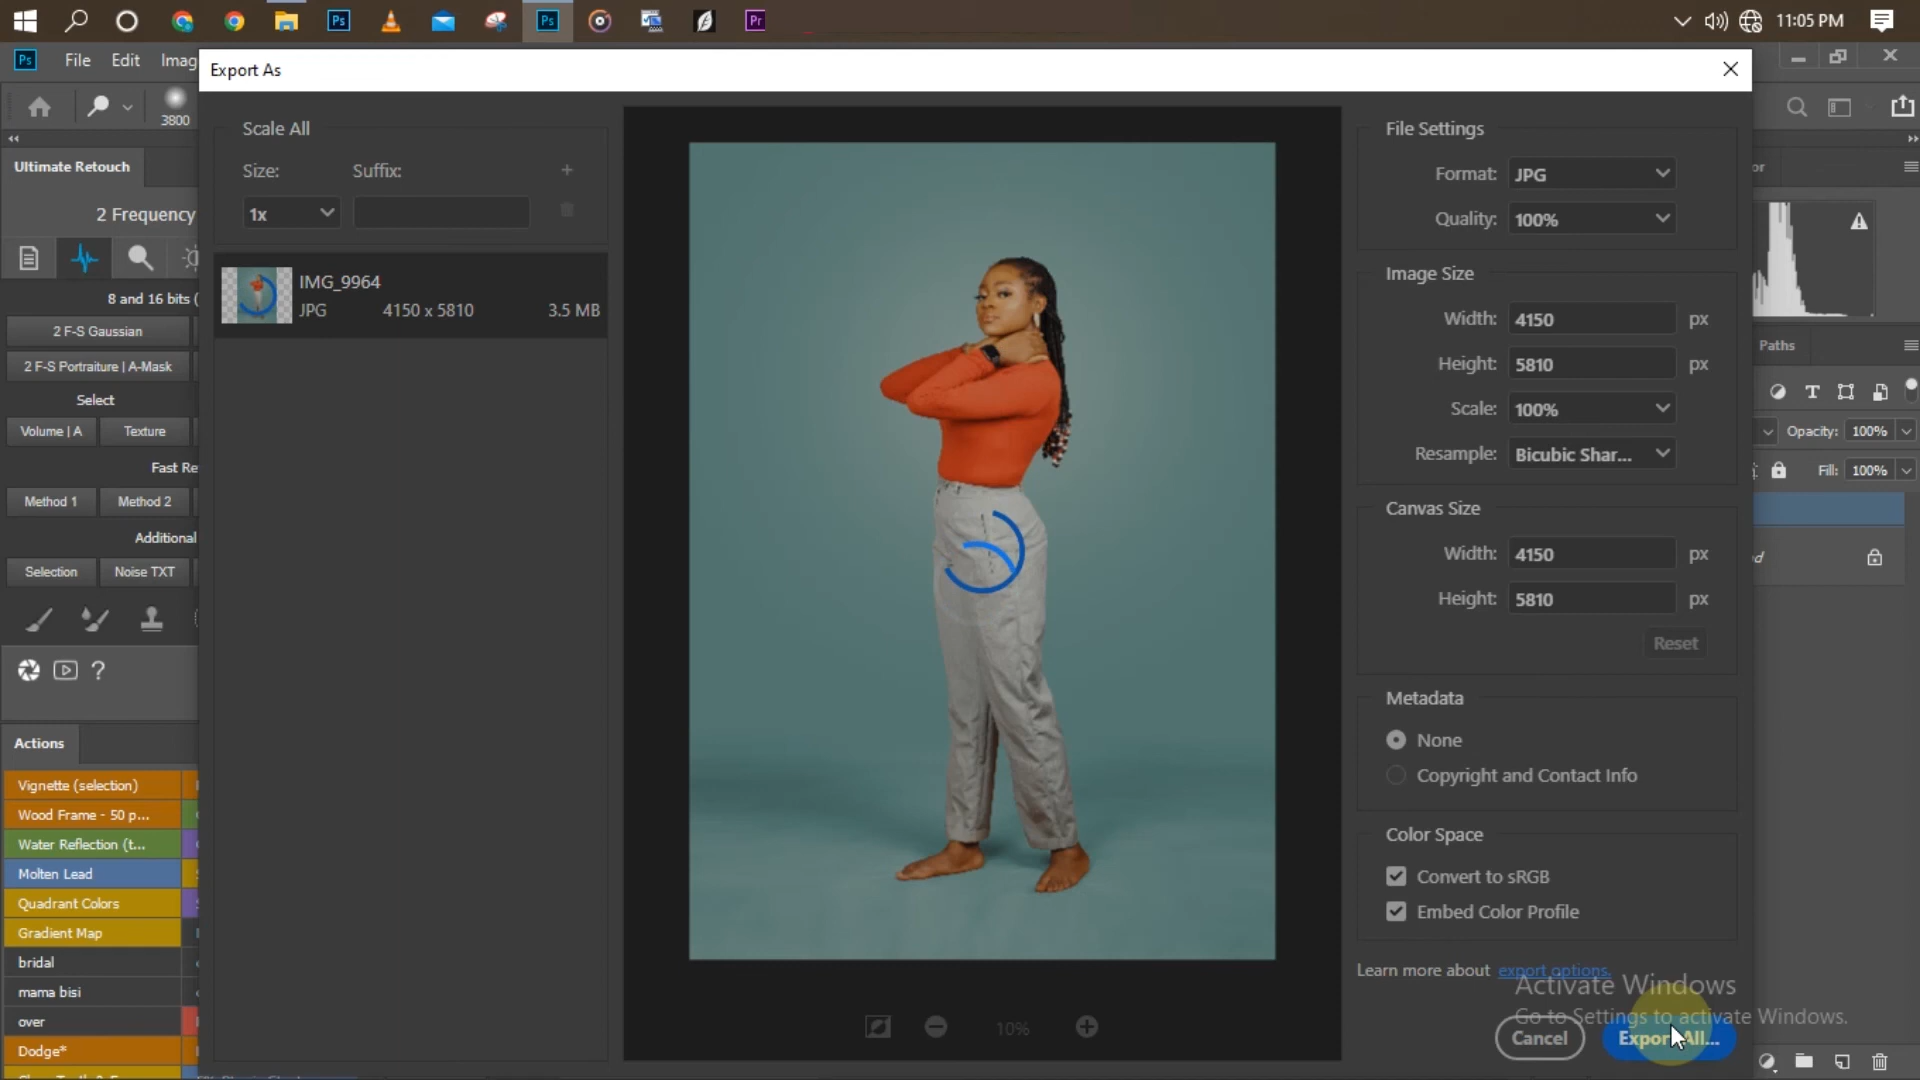 11:05 PM
Ps
Ps
Pr
Ps File Edit Imag
Export As
3800
Ultimate Retouch
2 Frequency
8 and 16 bits (
2 F-S Gaussian
2 F-S Portraiture | A-Mask
Select
Volume | A Texture
Fast Re
Method 1 Method 2
Additional
Selection Noise TXT
?
Actions
Vignette (selection)
Wood Frame - 50 p...
Water Reflection (t...
Molten Lead
Quadrant Colors
Gradient Map
bridal
mama bisi
over
Dodge*
Scale All
Size: Suffix:
1x
IMG_9964
JPG 4150 x 5810 3.5 MB
10%
File Settings
Format: JPG
Quality: 100%
Image Size
Width: 4150 px
Height: 5810 px
Scale: 100%
Resample: Bicubic Shar...
Canvas Size
Width: 4150 px
Height: 5810 px
Reset
Metadata
None
Copyright and Contact Info
Color Space
Convert to sRGB
Embed Color Profile
Learn more about export options.
Activate Windows
Go to Settings to activate Windows.
Cancel Export All...
or
Paths
Opacity: 100%
Fill: 100%
d